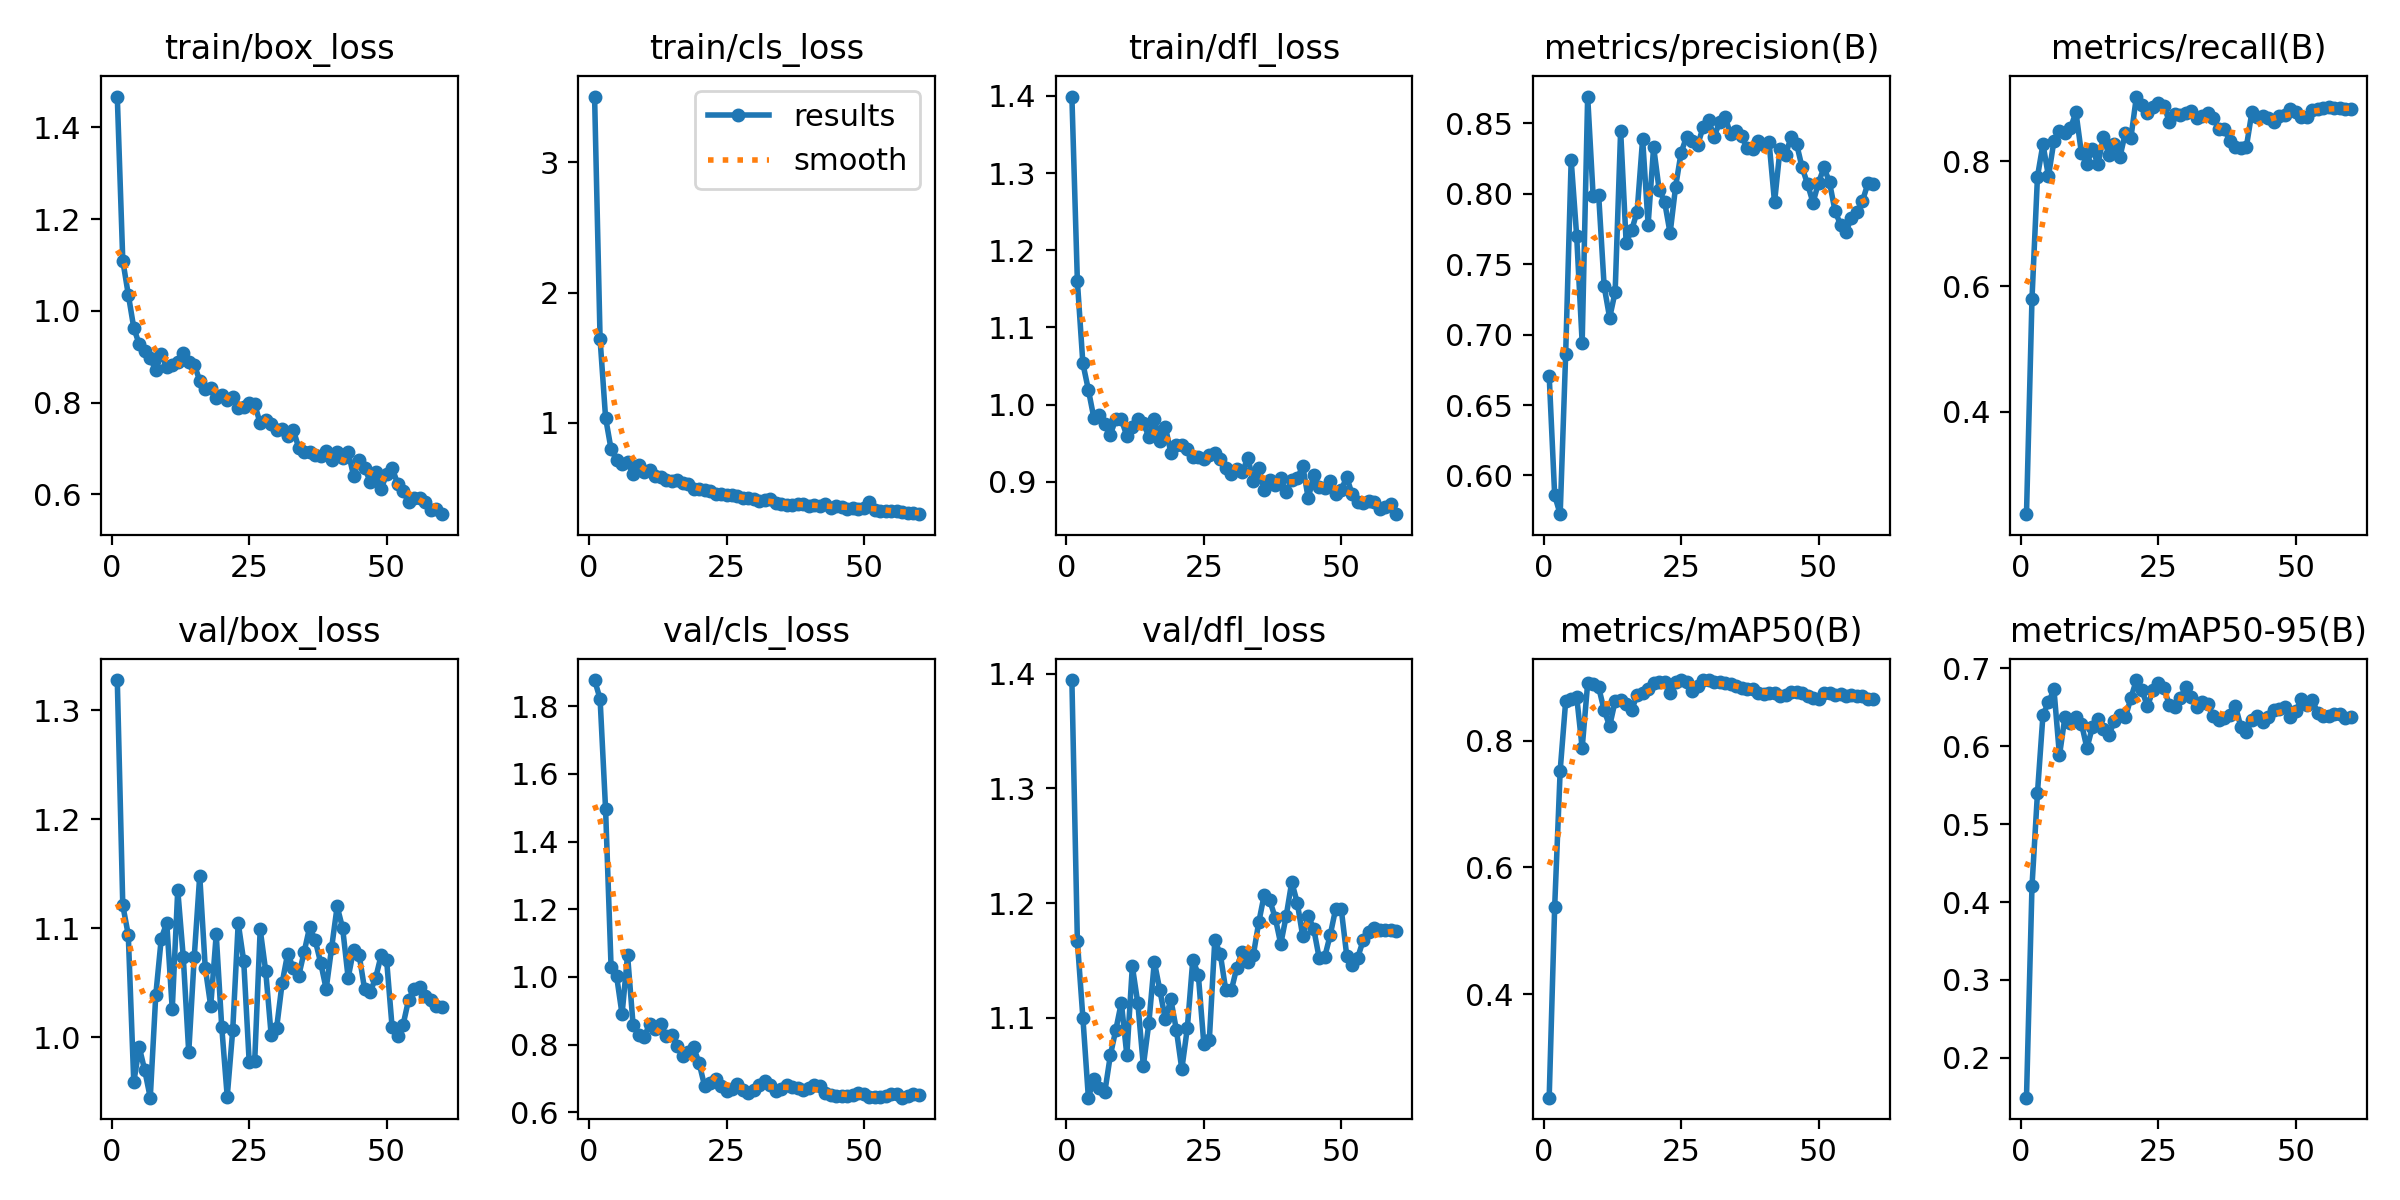 train/box_loss
1.4
1.2
1.0
0.8
0.6
0 25 50
train/cls_loss
results
smooth
3
2
1
0 25 50
train/dfl_loss
1.4
1.3
1.2
1.1
1.0
0.9
0 25 50
metrics/precision(B)
0.85
0.80
0.75
0.70
0.65
0.60
0 25 50
metrics/recall(B)
0.8
0.6
0.4
0 25 50
val/box_loss
1.3
1.2
1.1
1.0
0 25 50
val/cls_loss
1.8
1.6
1.4
1.2
1.0
0.8
0.6
0 25 50
val/dfl_loss
1.4
1.3
1.2
1.1
0 25 50
metrics/mAP50(B)
0.8
0.6
0.4
0 25 50
metrics/mAP50-95(B)
0.7
0.6
0.5
0.4
0.3
0.2
0 25 50